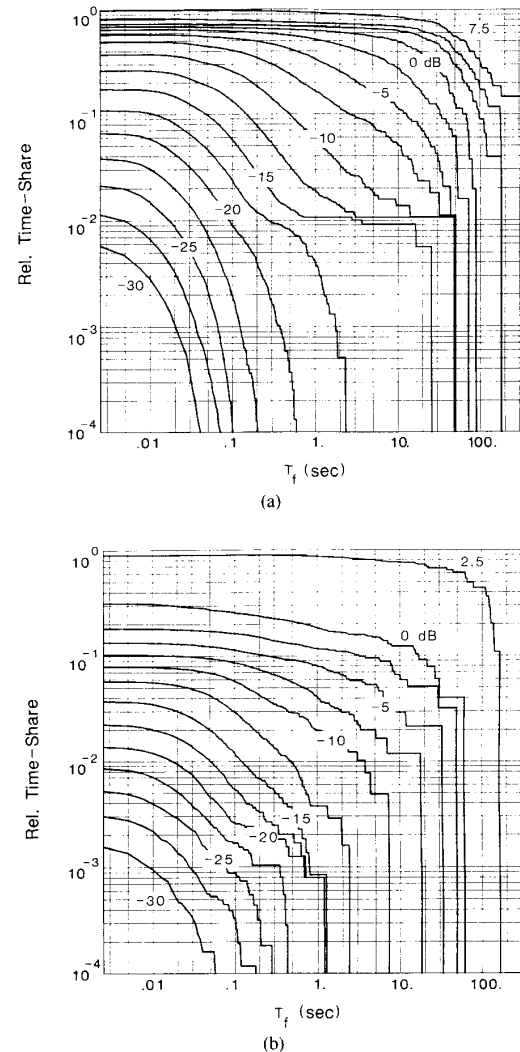 10⁰
7.5
0 dB
-5
10⁻¹
-10
-15
10⁻²
-20
-25
-30
10⁻³
10⁻⁴
Rel. Time-Share
.01 .1 1. 10. 100.
T_f (sec)
(a)
10⁰
2.5
0 dB
10⁻¹
-5
-10
10⁻²
-15
-20
-25
10⁻³
-30
10⁻⁴
Rel. Time-Share
.01 .1 1. 10. 100.
T_f (sec)
(b)